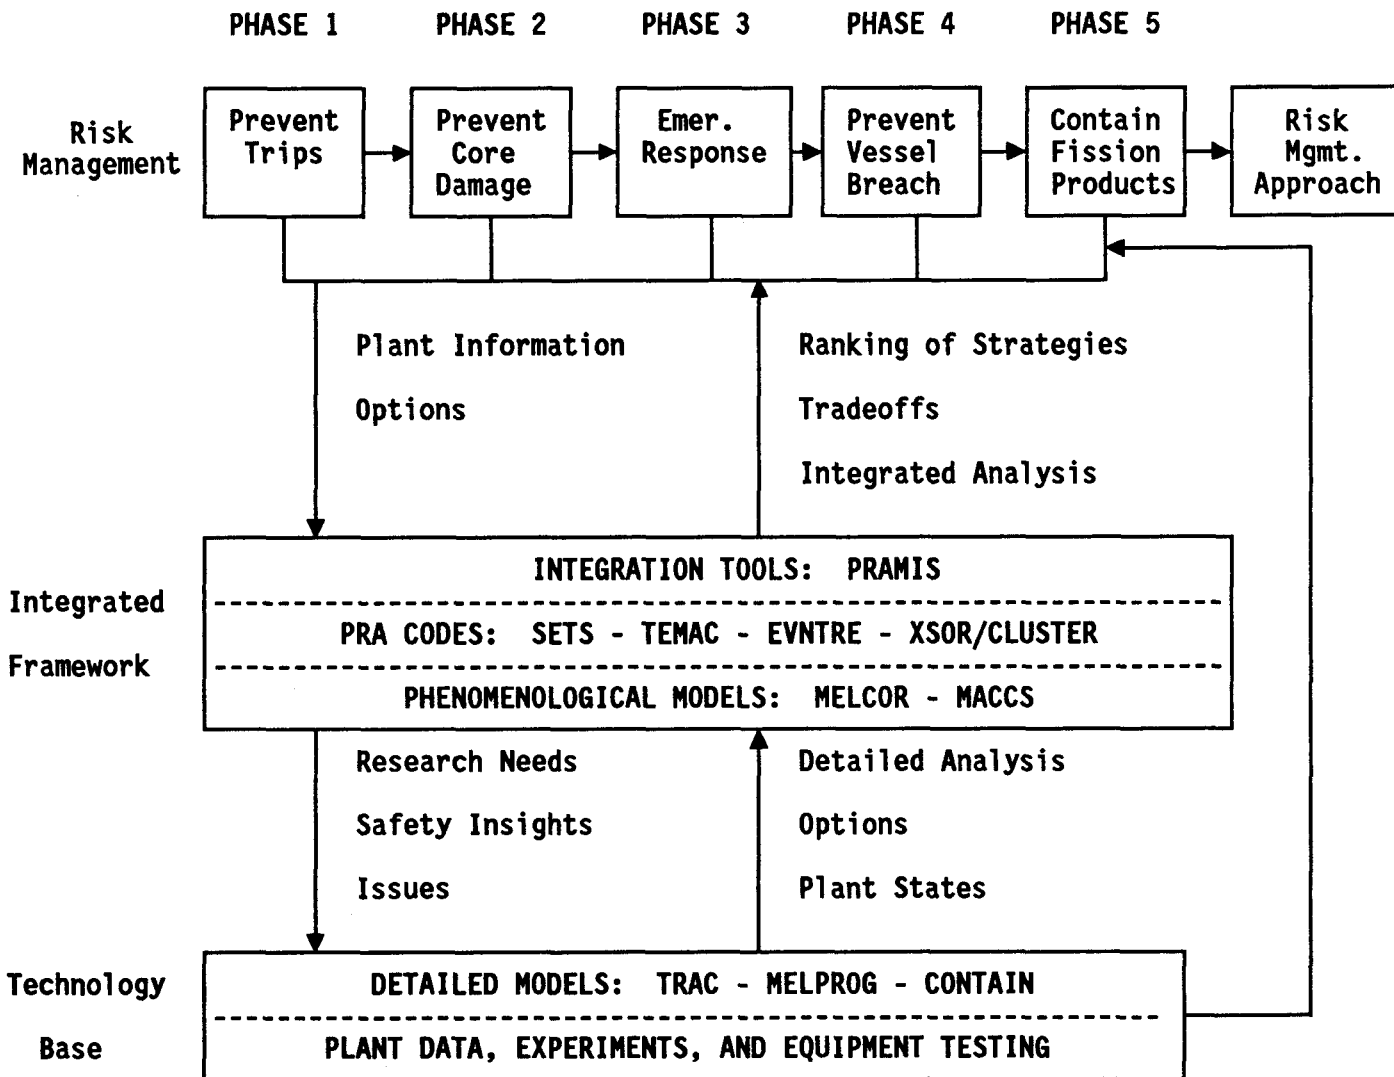 PHASE 1 PHASE 2 PHASE 3 PHASE 4 PHASE 5
Risk
Management
Prevent
Trips
Prevent
Core
Damage
Emer.
Response
Prevent
Vessel
Breach
Contain
Fission
Products
Risk
Mgmt.
Approach
Plant Information
Options
Ranking of Strategies
Tradeoffs
Integrated Analysis
Integrated
Framework
INTEGRATION TOOLS: PRAMIS
PRA CODES: SETS - TEMAC - EVNTRE - XSOR/CLUSTER
PHENOMENOLOGICAL MODELS: MELCOR - MACCS
Research Needs
Safety Insights
Issues
Detailed Analysis
Options
Plant States
Technology
Base
DETAILED MODELS: TRAC - MELPROG - CONTAIN
PLANT DATA, EXPERIMENTS, AND EQUIPMENT TESTING